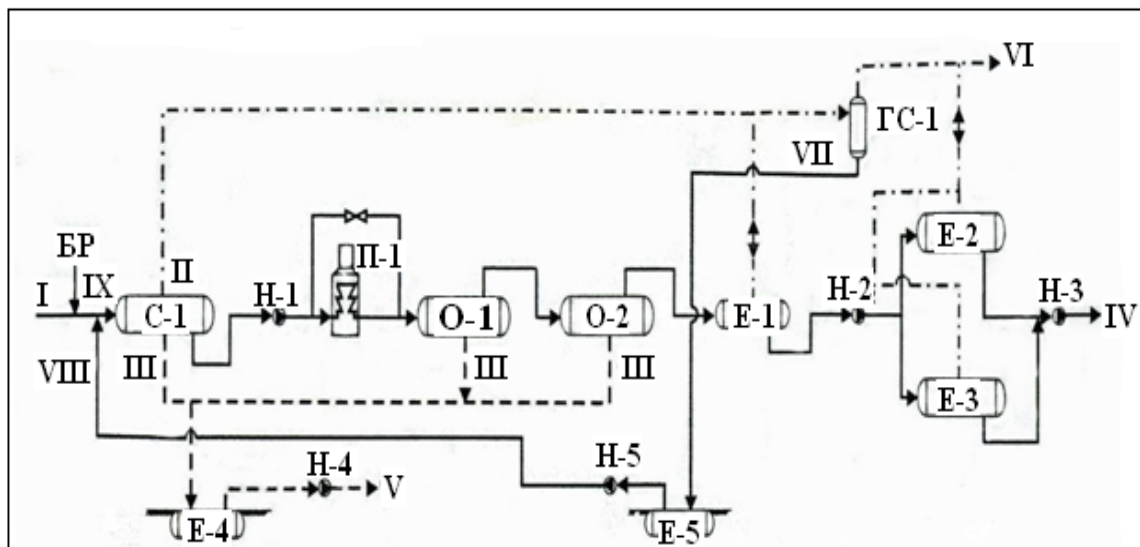 VI
ГС-1
VII
БР
I
IX
II
П-1
Н-1
С-1
О-1
О-2
Е-1
Н-2
Е-2
Н-3
IV
VIII
III
III
III
Е-3
Н-4
V
Н-5
Е-4
Е-5